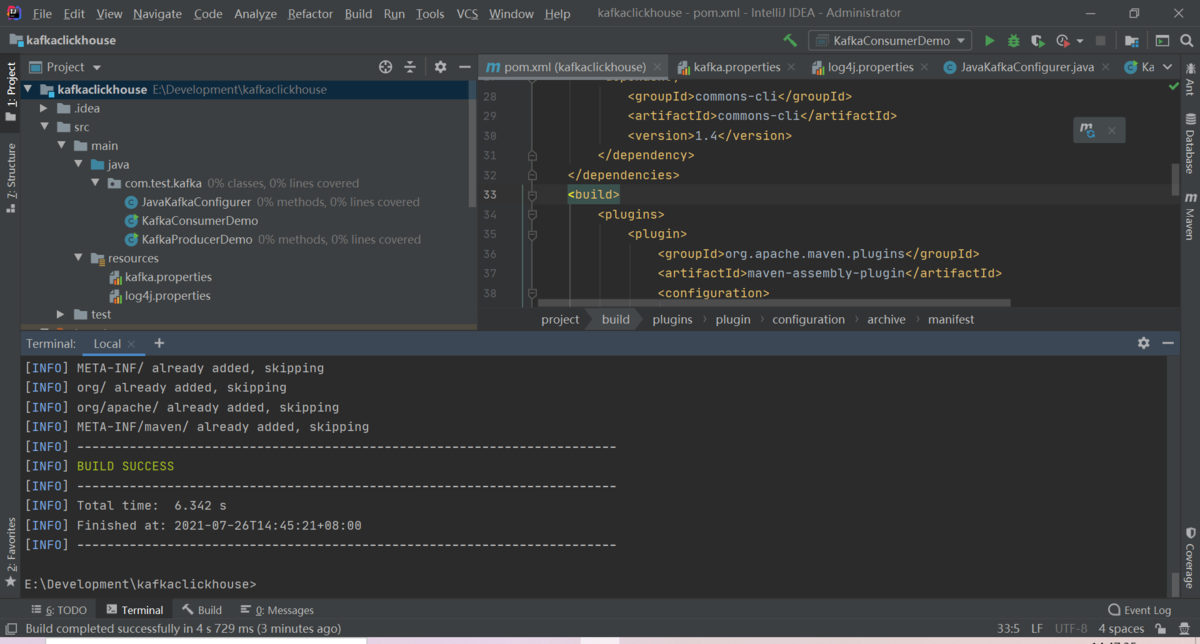 File Edit View Navigate Code Analyze Refactor Build Run Tools VCS Window Help kafkaclickhouse - pom.xml - IntelliJ IDEA - Administrator
kafkaclickhouse KafkaConsumerDemo
1: Project
Project
pom.xml (kafkaclickhouse) kafka.properties log4j.properties JavaKafkaConfigurer.java Ka
Ant
kafkaclickhouse E:\Development\kafkaclickhouse
.idea
src
main
java
com.test.kafka 0% classes, 0% lines covered
JavaKafkaConfigurer 0% methods, 0% lines covered
KafkaConsumerDemo
KafkaProducerDemo 0% methods, 0% lines covered
resources
kafka.properties
log4j.properties
test
7: Structure
28 <groupId>commons-cli</groupId>
29 <artifactId>commons-cli</artifactId>
30 <version>1.4</version>
31 </dependency>
32 </dependencies>
33 <build>
34 <plugins>
35 <plugin>
36 <groupId>org.apache.maven.plugins</groupId>
37 <artifactId>maven-assembly-plugin</artifactId>
38 <configuration>
project build plugins plugin configuration archive manifest
Database
Maven
Terminal: Local
[INFO] META-INF/ already added, skipping
[INFO] org/ already added, skipping
[INFO] org/apache/ already added, skipping
[INFO] META-INF/maven/ already added, skipping
[INFO] ------------------------------------------------------------------------
[INFO] BUILD SUCCESS
[INFO] ------------------------------------------------------------------------
[INFO] Total time:  6.342 s
[INFO] Finished at: 2021-07-26T14:45:21+08:00
[INFO] ------------------------------------------------------------------------
E:\Development\kafkaclickhouse>
2: Favorites
Coverage
6: TODO Terminal Build 0: Messages Event Log
Build completed successfully in 4 s 729 ms (3 minutes ago) 33:5 LF UTF-8 4 spaces